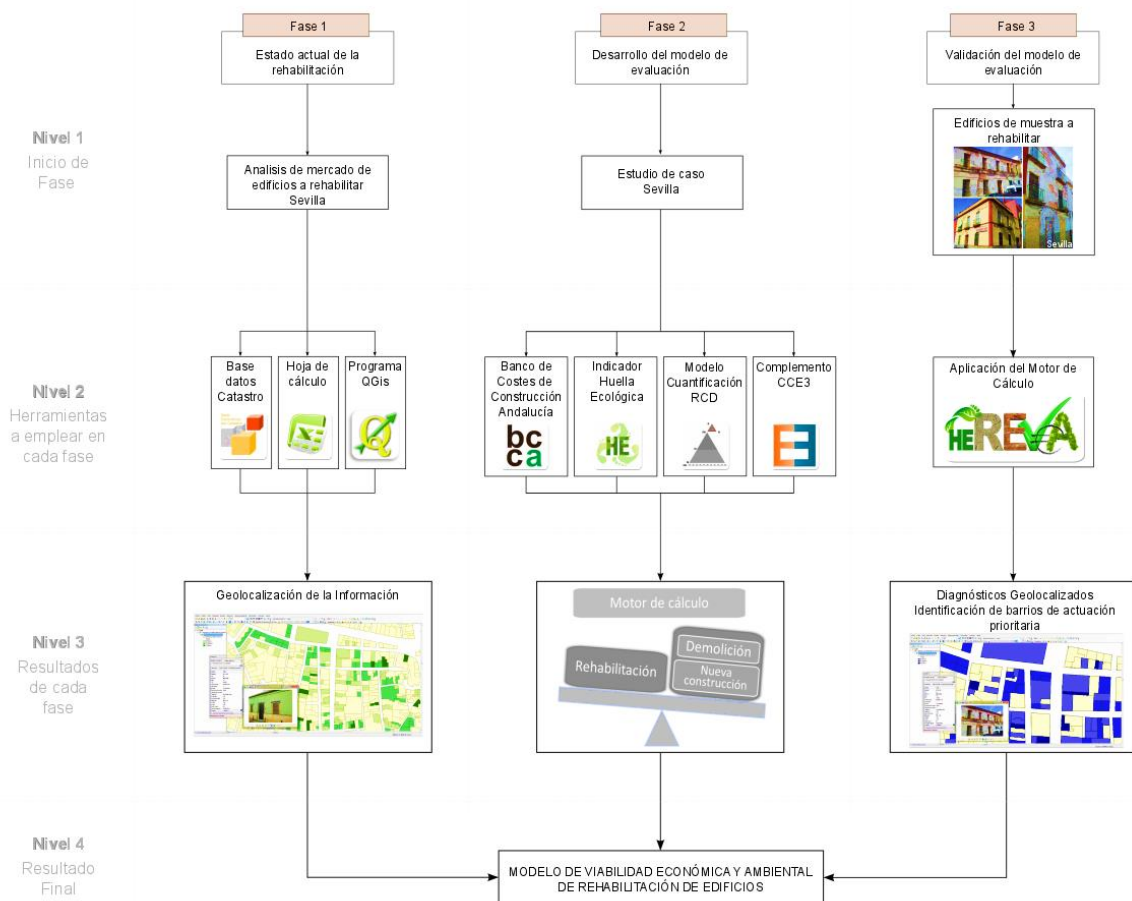 Fase 1
Estado actual de la
rehabilitación
Fase 2
Desarrollo del modelo de
evaluación
Fase 3
Validación del modelo de
evaluación
Nivel 1
Inicio de
Fase
Analisis de mercado de
edificios a rehabilitar
Sevilla
Estudio de caso
Sevilla
Edificios de muestra a
rehabilitar
Sevilla
Nivel 2
Herramientas
a emplear en
cada fase
Base
datos
Catastro
Hoja de
cálculo
Programa
QGis
Banco de
Costes de
Construcción
Andalucía
bc
ca
Indicador
Huella
Ecológica
HE
Modelo
Cuantificación
RCD
Complemento
CCE3
Aplicación del Motor de
Cálculo
HEREVA
Nivel 3
Resultados
de cada
fase
Geolocalización de la Información
Motor de cálculo
Rehabilitación
Demolición
Nueva
construcción
Diagnósticos Geolocalizados
Identificación de barrios de actuación
prioritaria
Nivel 4
Resultado
Final
MODELO DE VIABILIDAD ECONÓMICA Y AMBIENTAL
DE REHABILITACIÓN DE EDIFICIOS